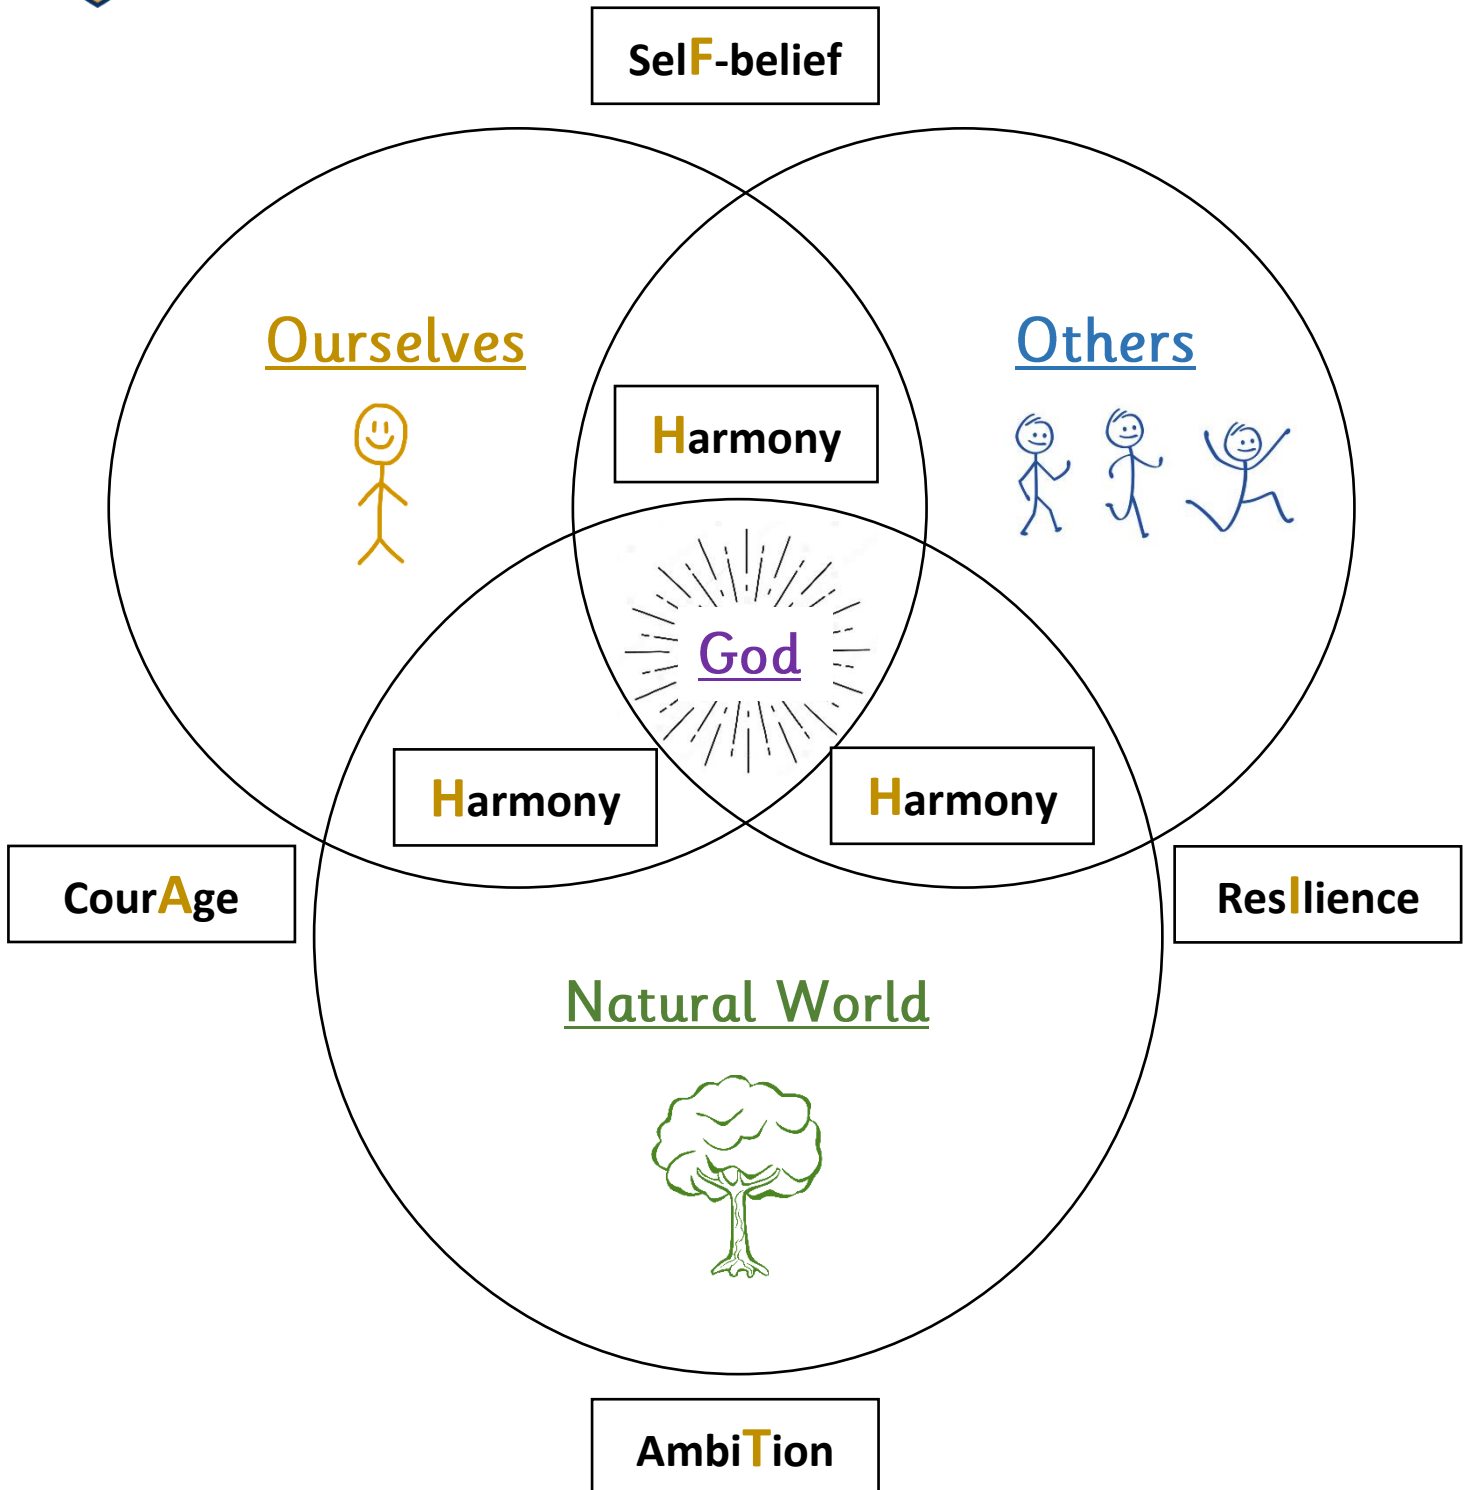 SelF-belief
Ourselves
Others
Harmony
God
Harmony
Harmony
CourAge
ResIlience
Natural World
AmbiTion